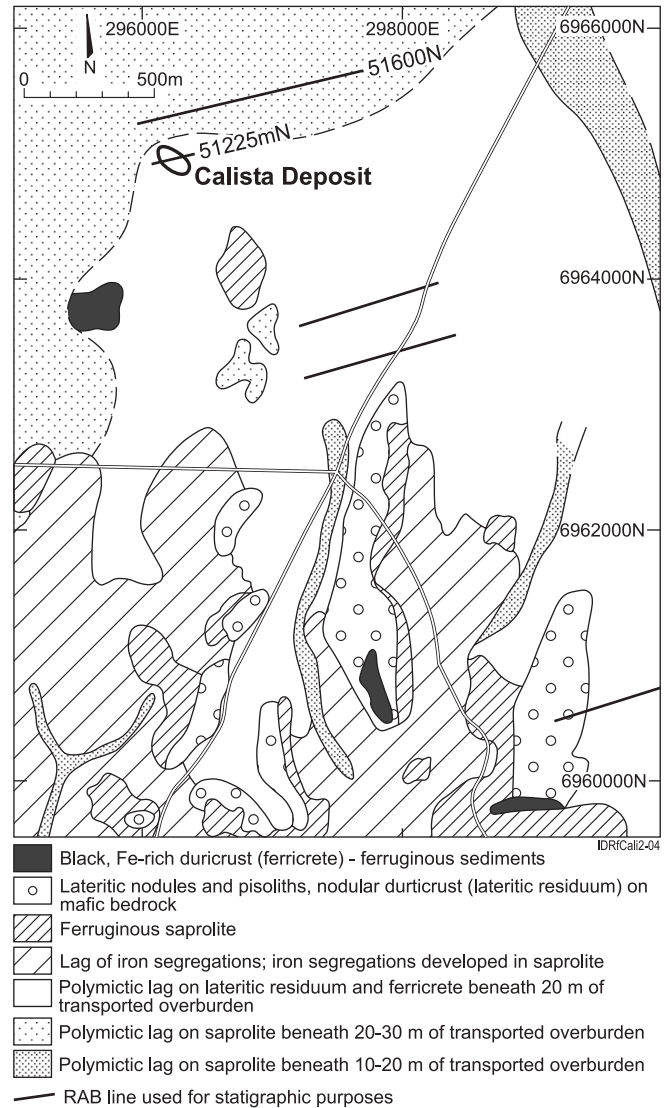 296000E
298000E
6966000N
N
0
500m
51600N
51225mN
Calista Deposit
6964000N
6962000N
6960000N
IDRfCali2-04
Black, Fe-rich duricrust (ferricrete) - ferruginous sediments
Lateritic nodules and pisoliths, nodular durticrust (lateritic residuum) on
mafic bedrock
Ferruginous saprolite
Lag of iron segregations; iron segregations developed in saprolite
Polymictic lag on lateritic residuum and ferricrete beneath 20 m of
transported overburden
Polymictic lag on saprolite beneath 20-30 m of transported overburden
Polymictic lag on saprolite beneath 10-20 m of transported overburden
RAB line used for statigraphic purposes